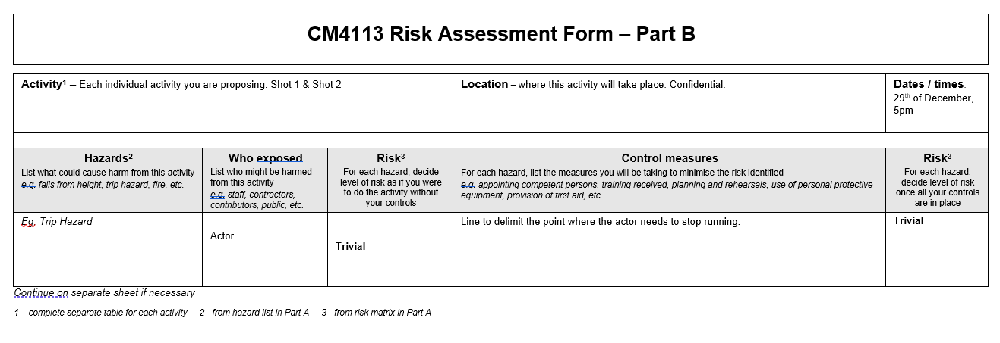 CM4113 Risk Assessment Form – Part B
Activity¹ – Each individual activity you are proposing: Shot 1 & Shot 2
Location – where this activity will take place: Confidential.
Dates / times:
29th of December,
5pm
Hazards²
List what could cause harm from this activity
e.g. falls from height, trip hazard, fire, etc.
Who exposed
List who might be harmed
from this activity
e.g. staff, contractors,
contributors, public, etc.
Risk³
For each hazard, decide
level of risk as if you were
to do the activity without
your controls
Control measures
For each hazard, list the measures you will be taking to minimise the risk identified
e.g. appointing competent persons, training received, planning and rehearsals, use of personal protective
equipment, provision of first aid, etc.
Risk³
For each hazard,
decide level of risk
once all your controls
are in place
Eg, Trip Hazard
Actor
Trivial
Line to delimit the point where the actor needs to stop running.
Trivial
Continue on separate sheet if necessary
1 – complete separate table for each activity 2 - from hazard list in Part A 3 - from risk matrix in Part A